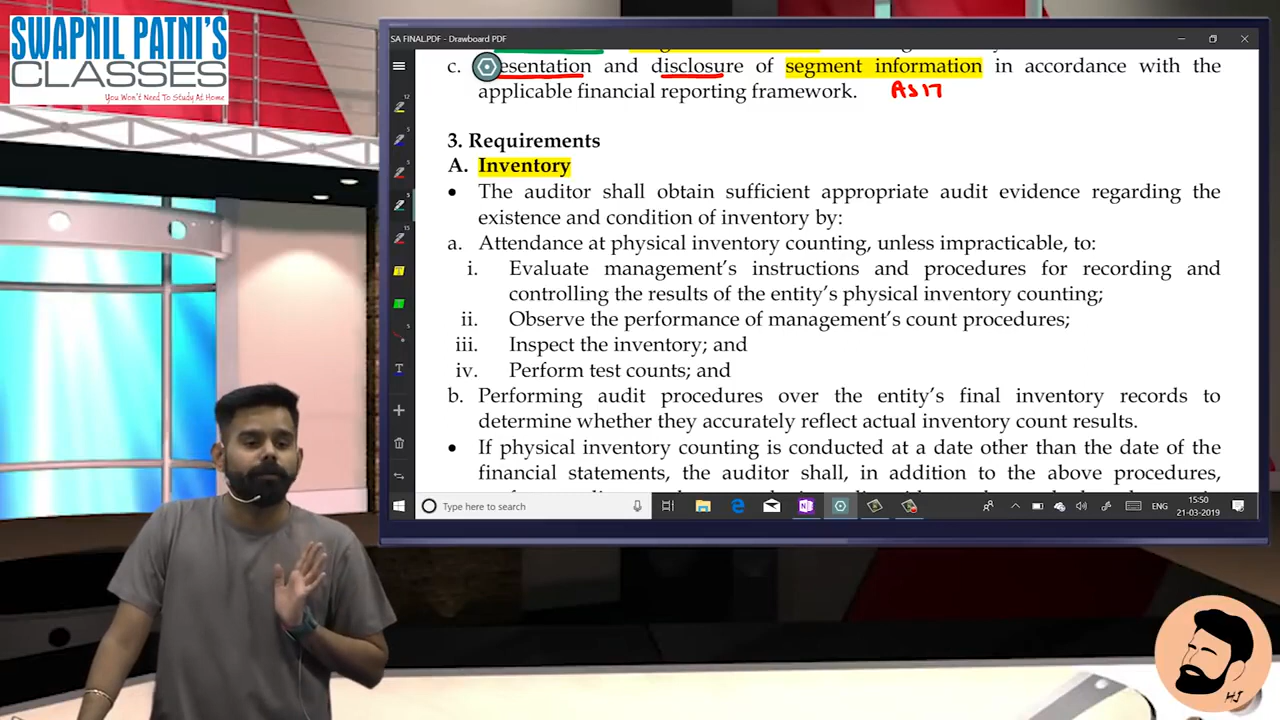 SWAPNIL PATNI'S
CLASSES
You Won't Need To Study At Home
SA FINAL.PDF - Drawboard PDF
c. esentation and disclosure of segment information in accordance with the
applicable financial reporting framework. AS 17
3. Requirements
A. Inventory
• The auditor shall obtain sufficient appropriate audit evidence regarding the
existence and condition of inventory by:
a. Attendance at physical inventory counting, unless impracticable, to:
i. Evaluate management's instructions and procedures for recording and
controlling the results of the entity's physical inventory counting;
ii. Observe the performance of management's count procedures;
iii. Inspect the inventory; and
iv. Perform test counts; and
b. Performing audit procedures over the entity's final inventory records to
determine whether they accurately reflect actual inventory count results.
• If physical inventory counting is conducted at a date other than the date of the
financial statements, the auditor shall, in addition to the above procedures,
Type here to search
ENG
15:50
21-03-2019
HJ